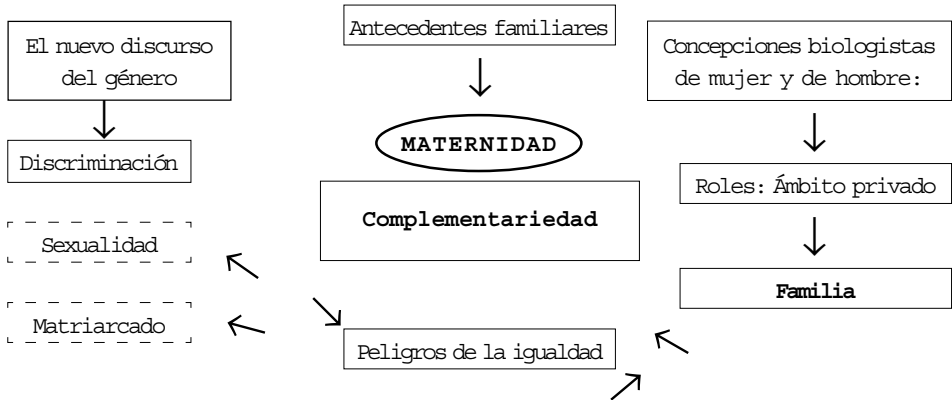 El nuevo discurso
del género
Discriminación
Sexualidad
Matriarcado
Antecedentes familiares
MATERNIDAD
Complementariedad
Peligros de la igualdad
Concepciones biologistas
de mujer y de hombre:
Roles: Ámbito privado
Familia